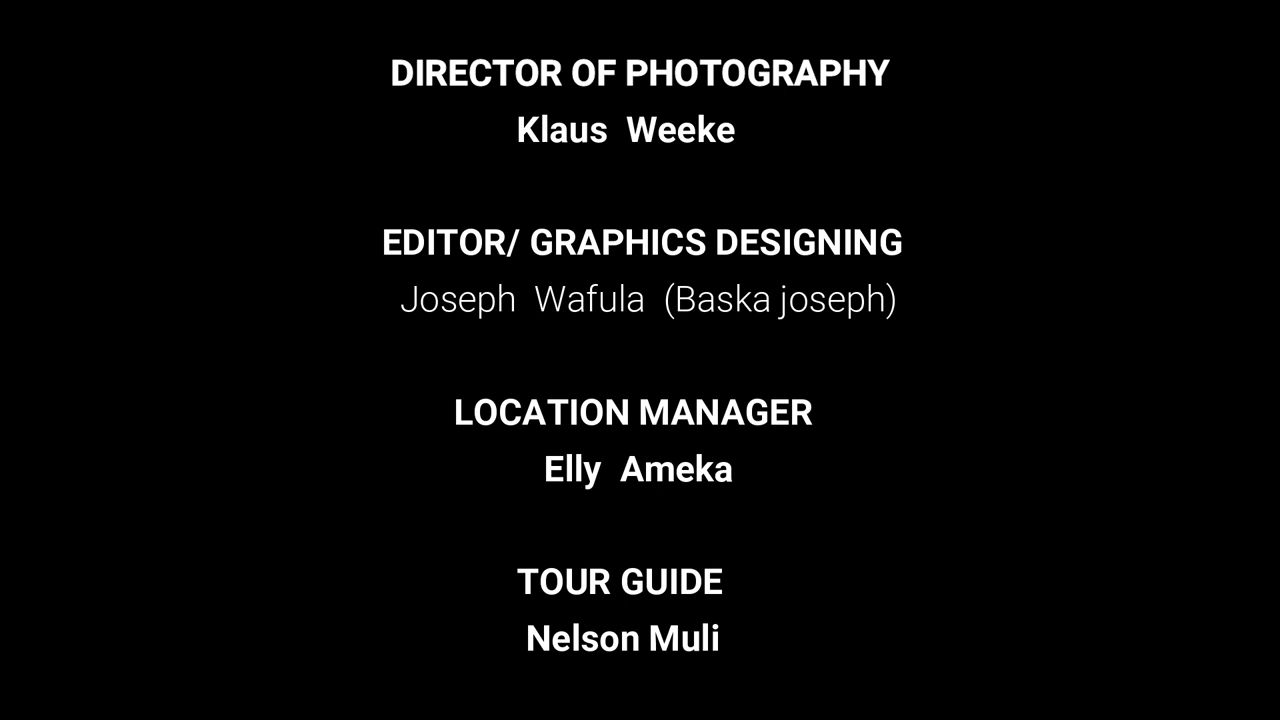 DIRECTOR OF PHOTOGRAPHY
Klaus Weeke
EDITOR/ GRAPHICS DESIGNING
Joseph Wafula (Baska joseph)
LOCATION MANAGER
Elly Ameka
TOUR GUIDE
Nelson Muli